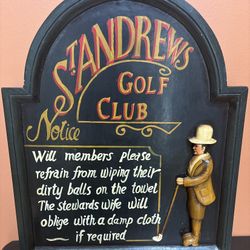 ST ANDREWS
GOLF
CLUB
Notice
Will members please
refrain from wiping their
dirty balls on the towel
The stewards wife will
oblige with a damp cloth
if required